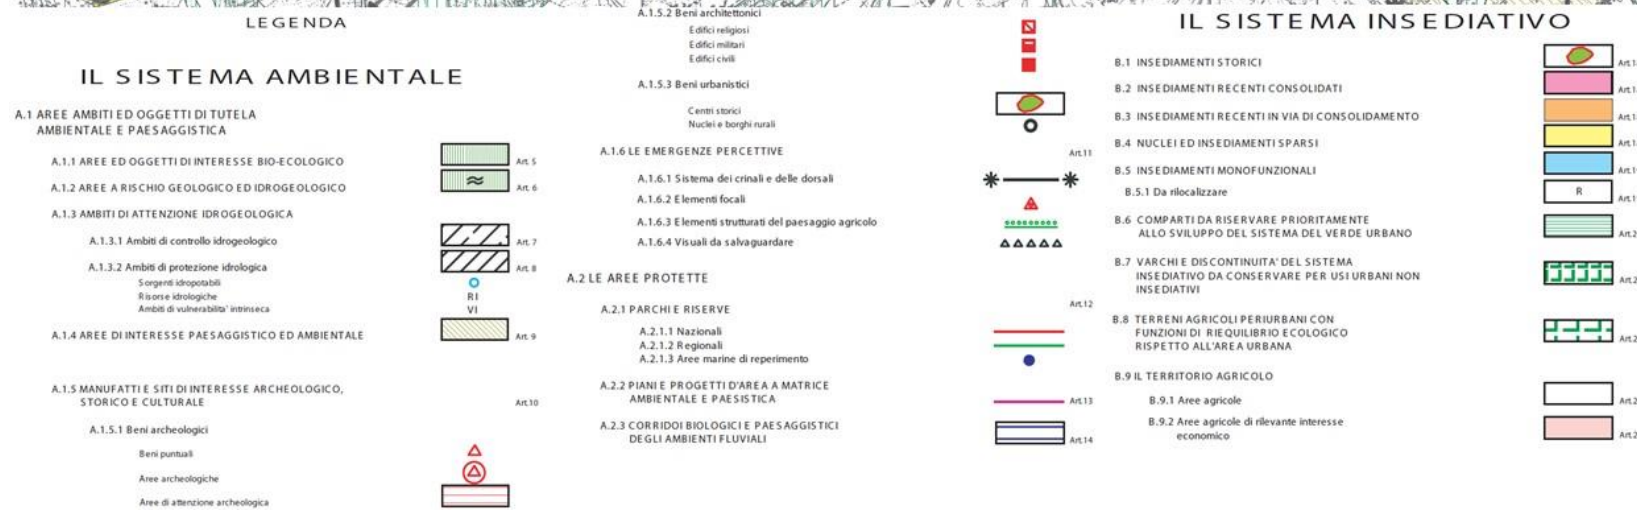 LEGENDA
IL SISTEMA AMBIENTALE
A.1 AREE AMBITI ED OGGETTI DI TUTELA
AMBIENTALE E PAESAGGISTICA
A.1.1 AREE ED OGGETTI DI INTERESSE BIO-ECOLOGICO Art. 5
A.1.2 AREE A RISCHIO GEOLOGICO ED IDROGEOLOGICO Art. 6
A.1.3 AMBITI DI ATTENZIONE IDROGEOLOGICA
A.1.3.1 Ambiti di controllo idrogeologico Art. 7
A.1.3.2 Ambiti di protezione idrologica Art. 8
Sorgenti idropotabili
Risorse idrologiche RI
Ambiti di vulnerabilita' intrinseca VI
A.1.4 AREE DI INTERESSE PAESAGGISTICO ED AMBIENTALE Art. 9
A.1.5 MANUFATTI E SITI DI INTERESSE ARCHEOLOGICO,
STORICO E CULTURALE Art.10
A.1.5.1 Beni archeologici
Beni puntuali
Aree archeologiche
Aree di attenzione archeologica
A.1.5.2 Beni architettonici
Edifici religiosi
Edifici militari
Edifici civili
A.1.5.3 Beni urbanistici
Centri storici
Nuclei e borghi rurali
A.1.6 LE EMERGENZE PERCETTIVE Art.11
A.1.6.1 Sistema dei crinali e delle dorsali
A.1.6.2 Elementi focali
A.1.6.3 Elementi strutturati del paesaggio agricolo
A.1.6.4 Visuali da salvaguardare
A.2 LE AREE PROTETTE
A.2.1 PARCHI E RISERVE Art.12
A.2.1.1 Nazionali
A.2.1.2 Regionali
A.2.1.3 Aree marine di reperimento
A.2.2 PIANI E PROGETTI D'AREA A MATRICE
AMBIENTALE E PAESISTICA Art.13
A.2.3 CORRIDOI BIOLOGICI E PAESAGGISTICI
DEGLI AMBIENTI FLUVIALI Art.14
IL SISTEMA INSEDIATIVO
B.1 INSEDIAMENTI STORICI
B.2 INSEDIAMENTI RECENTI CONSOLIDATI
B.3 INSEDIAMENTI RECENTI IN VIA DI CONSOLIDAMENTO
B.4 NUCLEI ED INSEDIAMENTI SPARSI
B.5 INSEDIAMENTI MONOFUNZIONALI
B.5.1 Da rilocalizzare R
B.6 COMPARTI DA RISERVARE PRIORITAMENTE
ALLO SVILUPPO DEL SISTEMA DEL VERDE URBANO
B.7 VARCHI E DISCONTINUITA' DEL SISTEMA
INSEDIATIVO DA CONSERVARE PER USI URBANI NON
INSEDIATIVI
B.8 TERRENI AGRICOLI PERIURBANI CON
FUNZIONI DI RIEQUILIBRIO ECOLOGICO
RISPETTO ALL'AREA URBANA
B.9 IL TERRITORIO AGRICOLO
B.9.1 Aree agricole
B.9.2 Aree agricole di rilevante interesse
economico